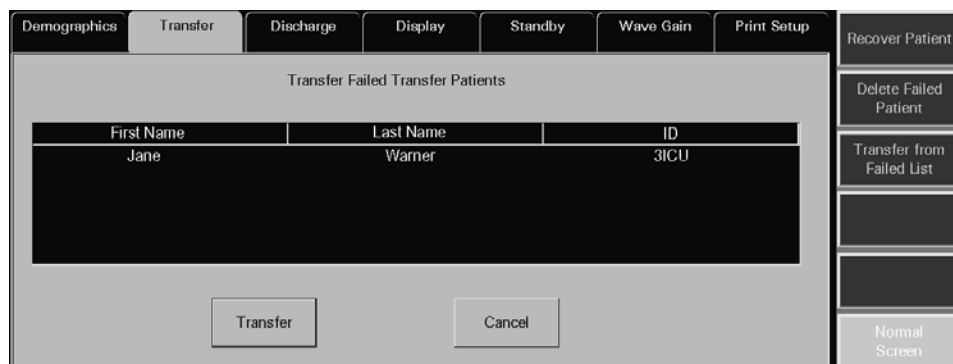 Demographics Transfer Discharge Display Standby Wave Gain Print Setup
Recover Patient
Transfer Failed Transfer Patients
Delete Failed
Patient
First Name Last Name ID
Jane Warner 3ICU
Transfer from
Failed List
Transfer Cancel
Normal
Screen